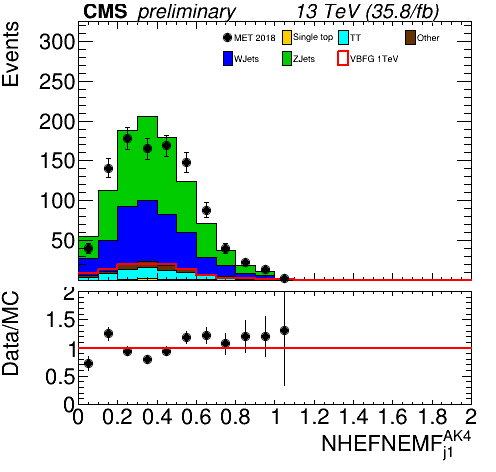 CMS preliminary 13 TeV (35.8/fb)
Events
MET 2018 Single top TT Other
WJets ZJets VBFG 1TeV
300
250
200
150
100
50
Data/MC
2
1.5
1
0.5
0
0 0.2 0.4 0.6 0.8 1 1.2 1.4 1.6 1.8 2
NHEFNEMF^{AK4}_{j1}